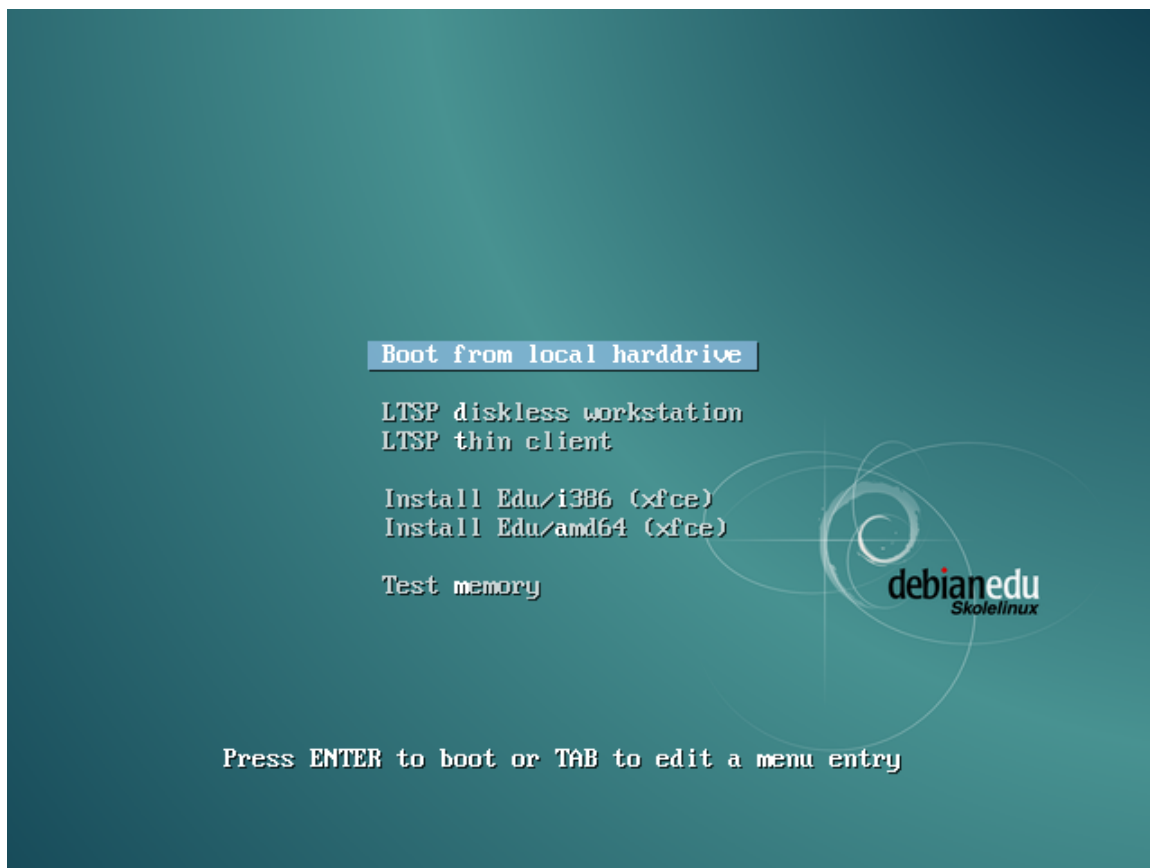 Boot from local harddrive
LTSP diskless workstation
LTSP thin client
Install Edu/i386 (xfce)
Install Edu/amd64 (xfce)
Test memory
debianedu
Skolelinux
Press ENTER to boot or TAB to edit a menu entry